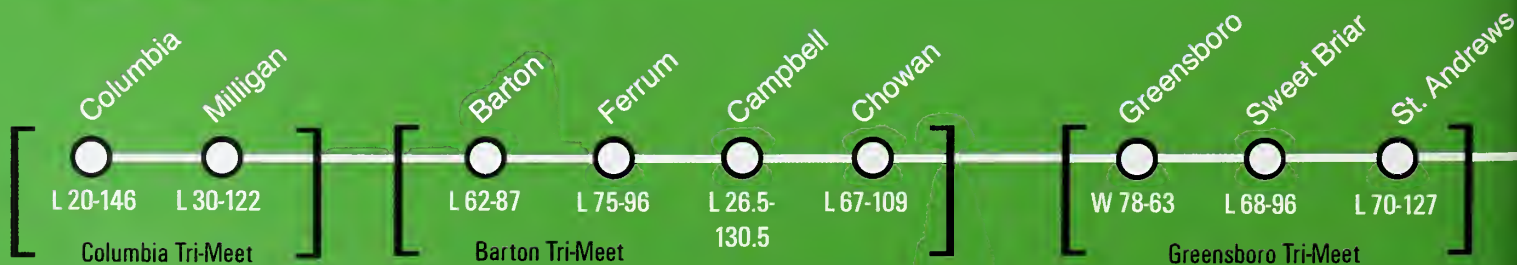 Columbia
Milligan
Barton
Ferrum
Campbell
Chowan
Greensboro
Sweet Briar
St. Andrews
L 20-146
L 30-122
L 62-87
L 75-96
L 26.5-
130.5
L 67-109
W 78-63
L 68-96
L 70-127
Columbia Tri-Meet
Barton Tri-Meet
Greensboro Tri-Meet